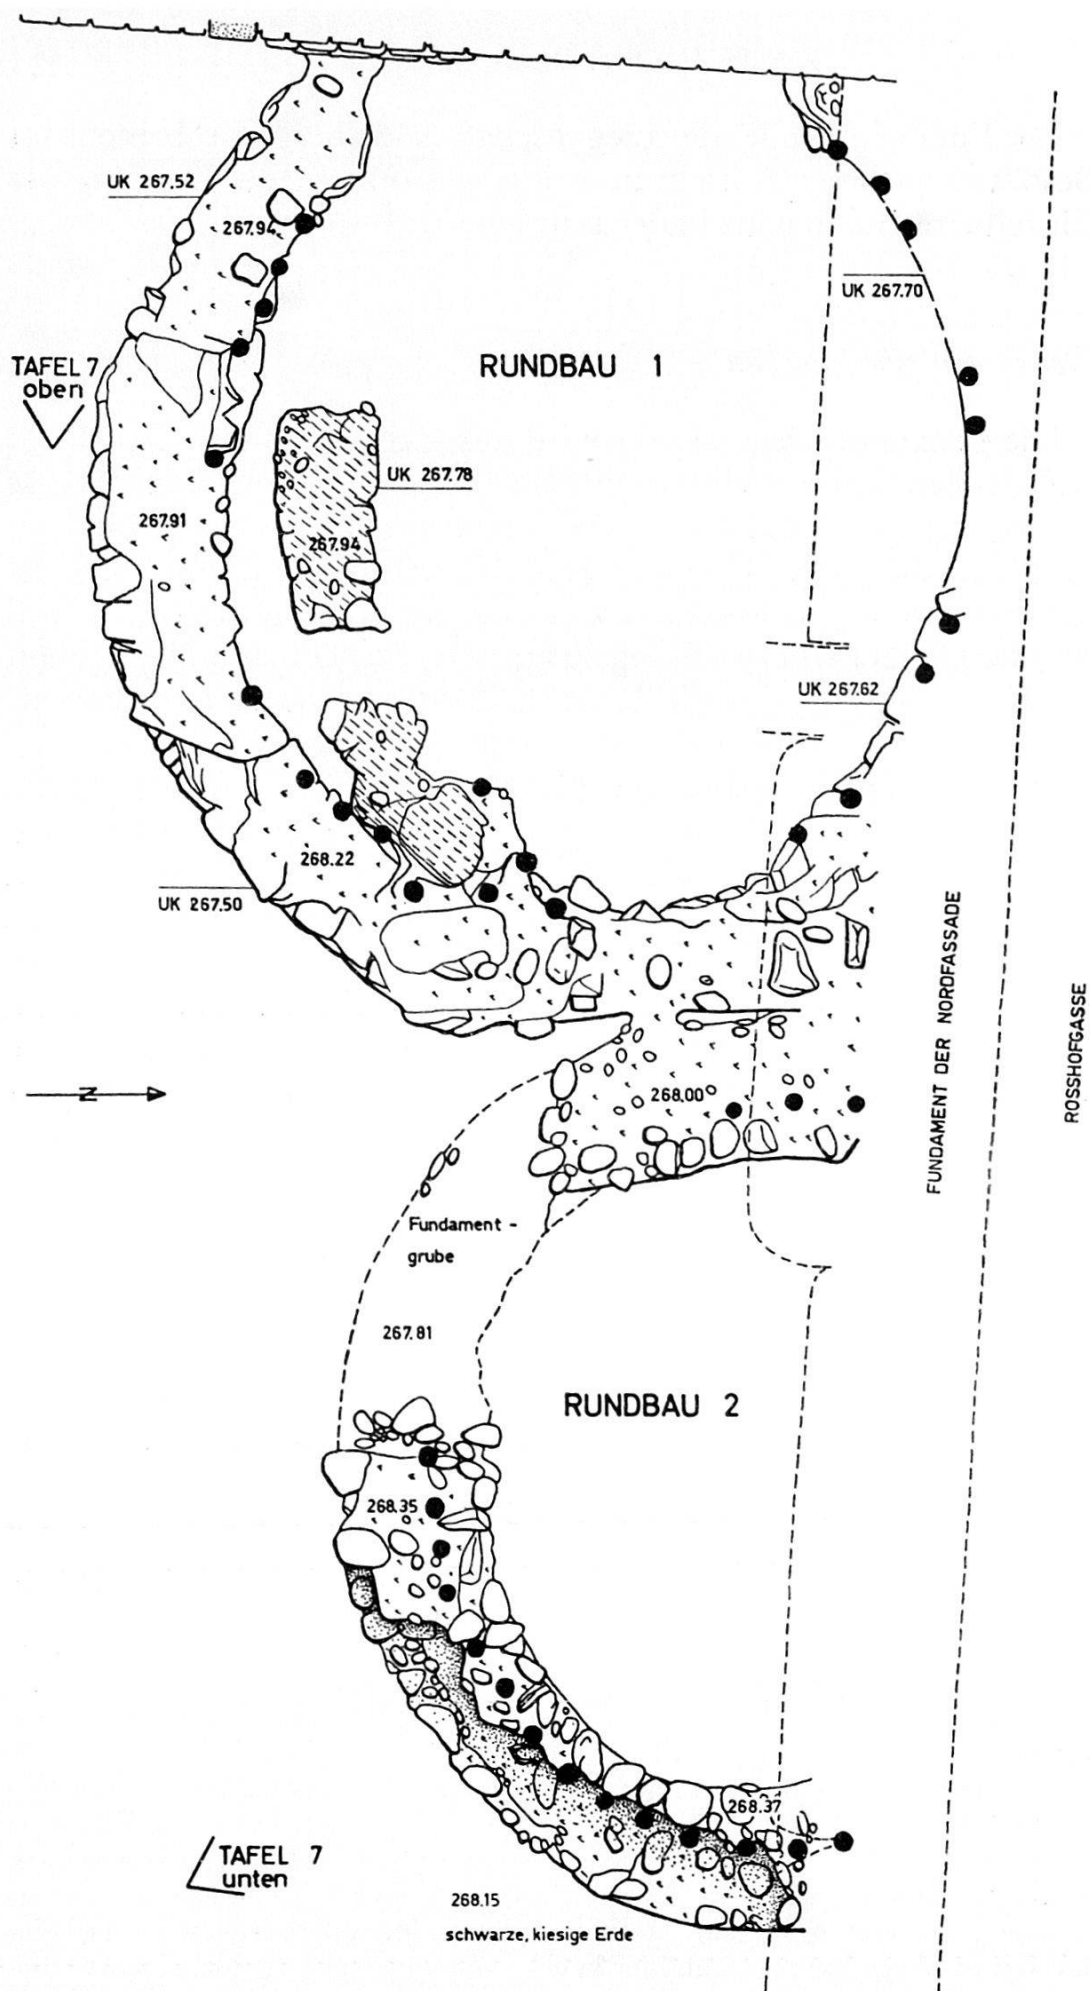 UK 267.52
267.94
UK 267.70
TAFEL 7
oben
RUNDBAU 1
UK 267.78
267.91
267.94
UK 267.62
268.22
UK 267.50
FUNDAMENT DER NORDFASSADE
ROSSHOFGASSE
N
268.00
Fundament-
grube
267.81
RUNDBAU 2
268.35
268.37
TAFEL 7
unten
268.15
schwarze, kiesige Erde